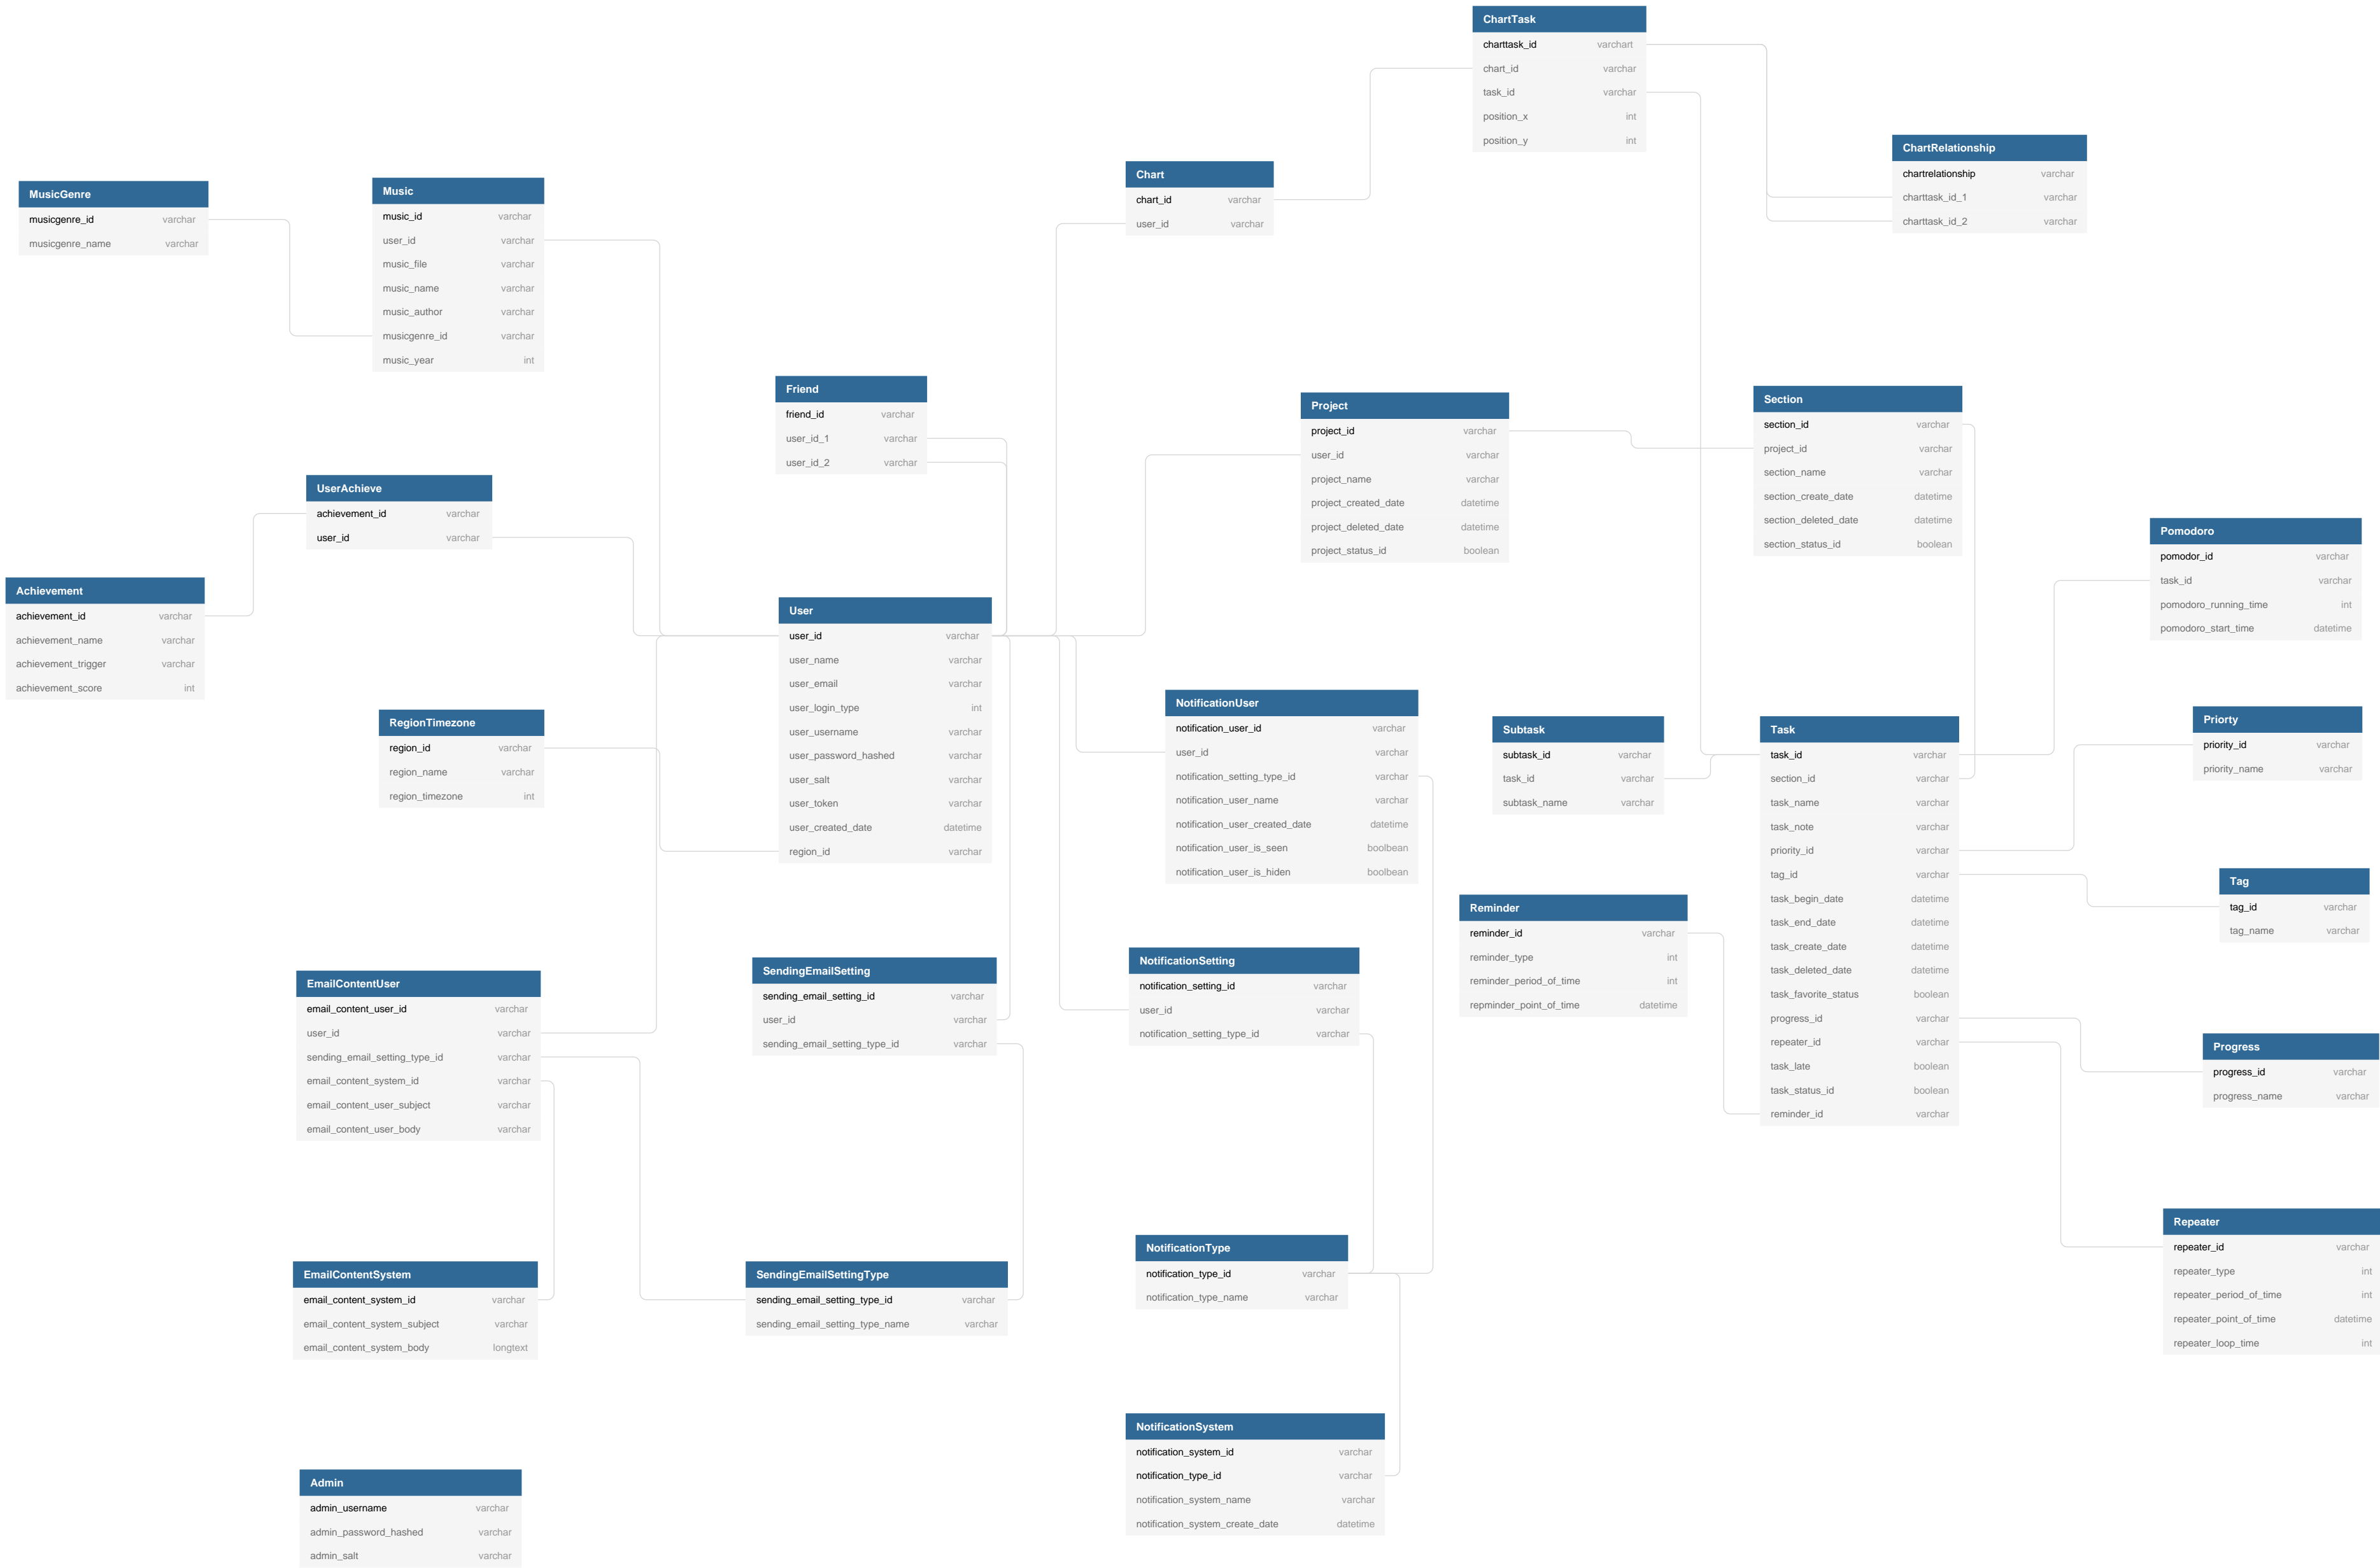 ChartTask
charttask_id varchart
chart_id varchar
task_id varchar
position_x int
position_y int
ChartRelationship
chartrelationship varchar
charttask_id_1 varchar
charttask_id_2 varchar
Chart
chart_id varchar
user_id varchar
MusicGenre
musicgenre_id varchar
musicgenre_name varchar
Music
music_id varchar
user_id varchar
music_file varchar
music_name varchar
music_author varchar
musicgenre_id varchar
music_year int
Friend
friend_id varchar
user_id_1 varchar
user_id_2 varchar
Project
project_id varchar
user_id varchar
project_name varchar
project_created_date datetime
project_deleted_date datetime
project_status_id boolean
Section
section_id varchar
project_id varchar
section_name varchar
section_create_date datetime
section_deleted_date datetime
section_status_id boolean
UserAchieve
achievement_id varchar
user_id varchar
Pomodoro
pomodor_id varchar
task_id varchar
pomodoro_running_time int
pomodoro_start_time datetime
Achievement
achievement_id varchar
achievement_name varchar
achievement_trigger varchar
achievement_score int
User
user_id varchar
user_name varchar
user_email varchar
user_login_type int
user_username varchar
user_password_hashed varchar
user_salt varchar
user_token varchar
user_created_date datetime
region_id varchar
RegionTimezone
region_id varchar
region_name varchar
region_timezone int
NotificationUser
notification_user_id varchar
user_id varchar
notification_setting_type_id varchar
notification_user_name varchar
notification_user_created_date datetime
notification_user_is_seen boolbean
notification_user_is_hiden boolbean
Subtask
subtask_id varchar
task_id varchar
subtask_name varchar
Task
task_id varchar
section_id varchar
task_name varchar
task_note varchar
priority_id varchar
tag_id varchar
task_begin_date datetime
task_end_date datetime
task_create_date datetime
task_deleted_date datetime
task_favorite_status boolean
progress_id varchar
repeater_id varchar
task_late boolean
task_status_id boolean
reminder_id varchar
Priorty
priority_id varchar
priority_name varchar
Tag
tag_id varchar
tag_name varchar
Reminder
reminder_id varchar
reminder_type int
reminder_period_of_time int
repminder_point_of_time datetime
EmailContentUser
email_content_user_id varchar
user_id varchar
sending_email_setting_type_id varchar
email_content_system_id varchar
email_content_user_subject varchar
email_content_user_body varchar
SendingEmailSetting
sending_email_setting_id varchar
user_id varchar
sending_email_setting_type_id varchar
NotificationSetting
notification_setting_id varchar
user_id varchar
notification_setting_type_id varchar
Progress
progress_id varchar
progress_name varchar
Repeater
repeater_id varchar
repeater_type int
repeater_period_of_time int
repeater_point_of_time datetime
repeater_loop_time int
EmailContentSystem
email_content_system_id varchar
email_content_system_subject varchar
email_content_system_body longtext
SendingEmailSettingType
sending_email_setting_type_id varchar
sending_email_setting_type_name varchar
NotificationType
notification_type_id varchar
notification_type_name varchar
NotificationSystem
notification_system_id varchar
notification_type_id varchar
notification_system_name varchar
notification_system_create_date datetime
Admin
admin_username varchar
admin_password_hashed varchar
admin_salt varchar